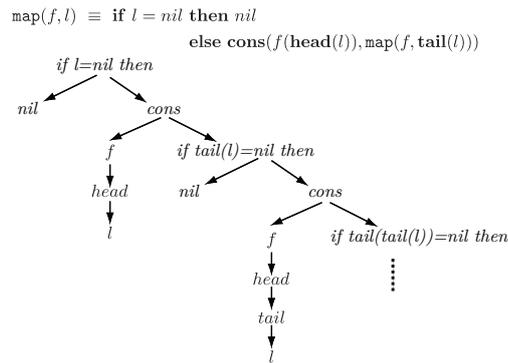 map(f, l) ≡ if l = nil then nil
else cons(f(head(l)), map(f, tail(l)))
if l=nil then
nil
cons
f
if tail(l)=nil then
head
nil
cons
l
f
if tail(tail(l))=nil then
head
tail
l